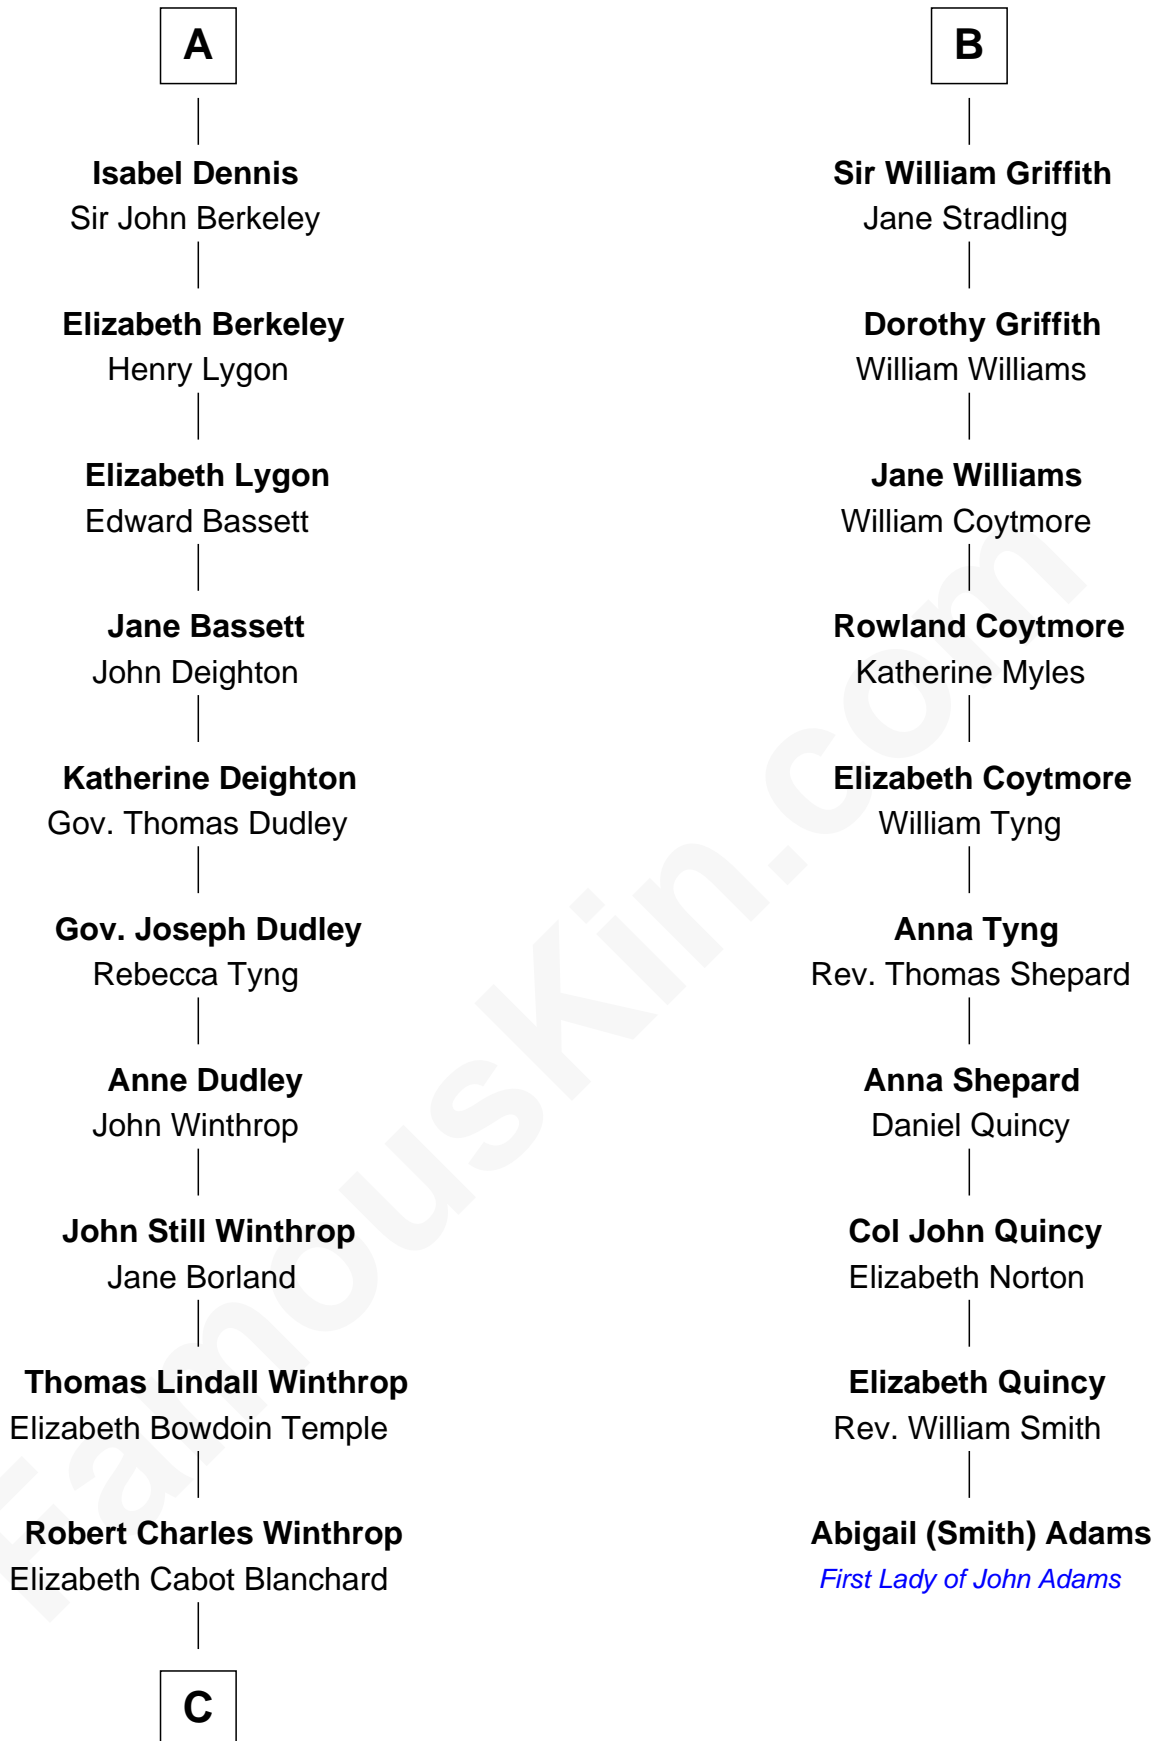 A
Isabel Dennis
Sir John Berkeley
Elizabeth Berkeley
Henry Lygon
Elizabeth Lygon
Edward Bassett
Jane Bassett
John Deighton
Katherine Deighton
Gov. Thomas Dudley
Gov. Joseph Dudley
Rebecca Tyng
Anne Dudley
John Winthrop
John Still Winthrop
Jane Borland
Thomas Lindall Winthrop
Elizabeth Bowdoin Temple
Robert Charles Winthrop
Elizabeth Cabot Blanchard
C
B
Sir William Griffith
Jane Stradling
Dorothy Griffith
William Williams
Jane Williams
William Coytmore
Rowland Coytmore
Katherine Myles
Elizabeth Coytmore
William Tyng
Anna Tyng
Rev. Thomas Shepard
Anna Shepard
Daniel Quincy
Col John Quincy
Elizabeth Norton
Elizabeth Quincy
Rev. William Smith
Abigail (Smith) Adams
First Lady of John Adams
FamousKin.com